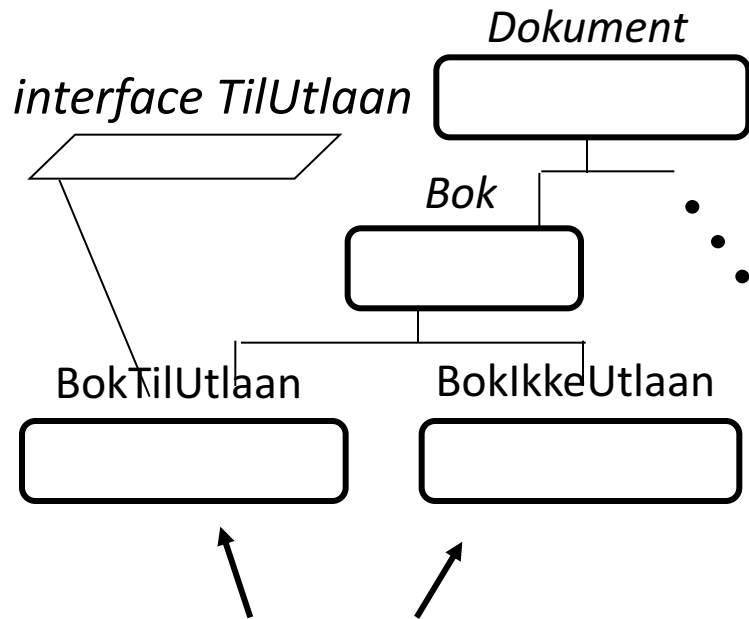 Dokument
interface TilUtlaan
Bok
BokTilUtlaan
BokIkkeUtlaan